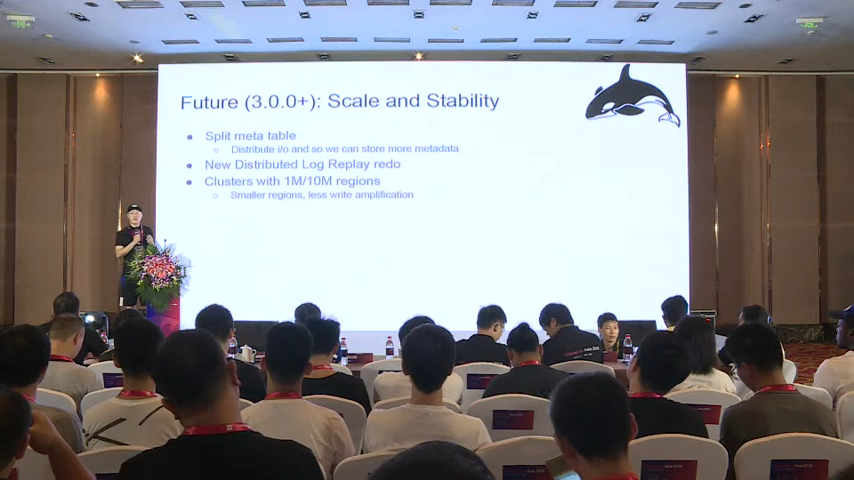 Future (3.0.0+): Scale and Stability
● Split meta table
○ Distribute i/o and so we can store more metadata
● New Distributed Log Replay redo
● Clusters with 1M/10M regions
○ Smaller regions, less write amplification